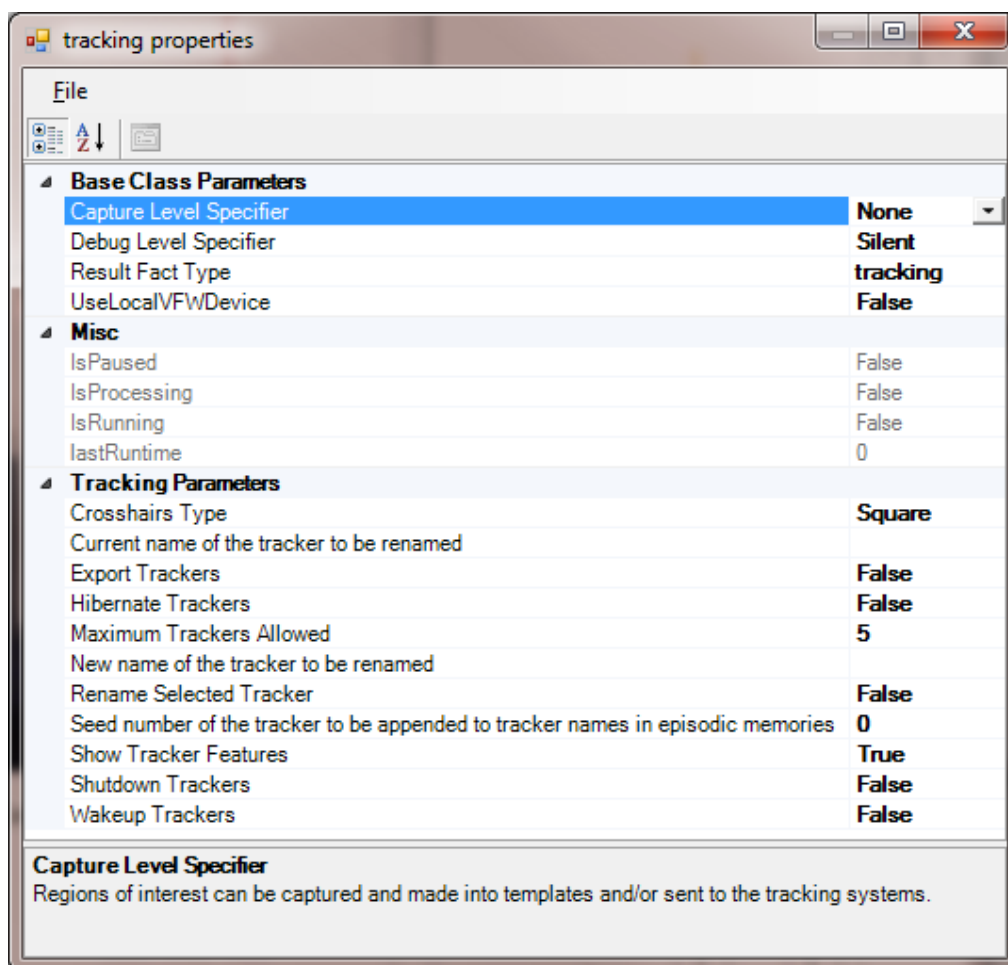 tracking properties
File
Base Class Parameters
Capture Level Specifier None
Debug Level Specifier Silent
Result Fact Type tracking
UseLocalVFWDevice False
Misc
IsPaused False
IsProcessing False
IsRunning False
lastRuntime 0
Tracking Parameters
Crosshairs Type Square
Current name of the tracker to be renamed
Export Trackers False
Hibernate Trackers False
Maximum Trackers Allowed 5
New name of the tracker to be renamed
Rename Selected Tracker False
Seed number of the tracker to be appended to tracker names in episodic memories 0
Show Tracker Features True
Shutdown Trackers False
Wakeup Trackers False
Capture Level Specifier
Regions of interest can be captured and made into templates and/or sent to the tracking systems.